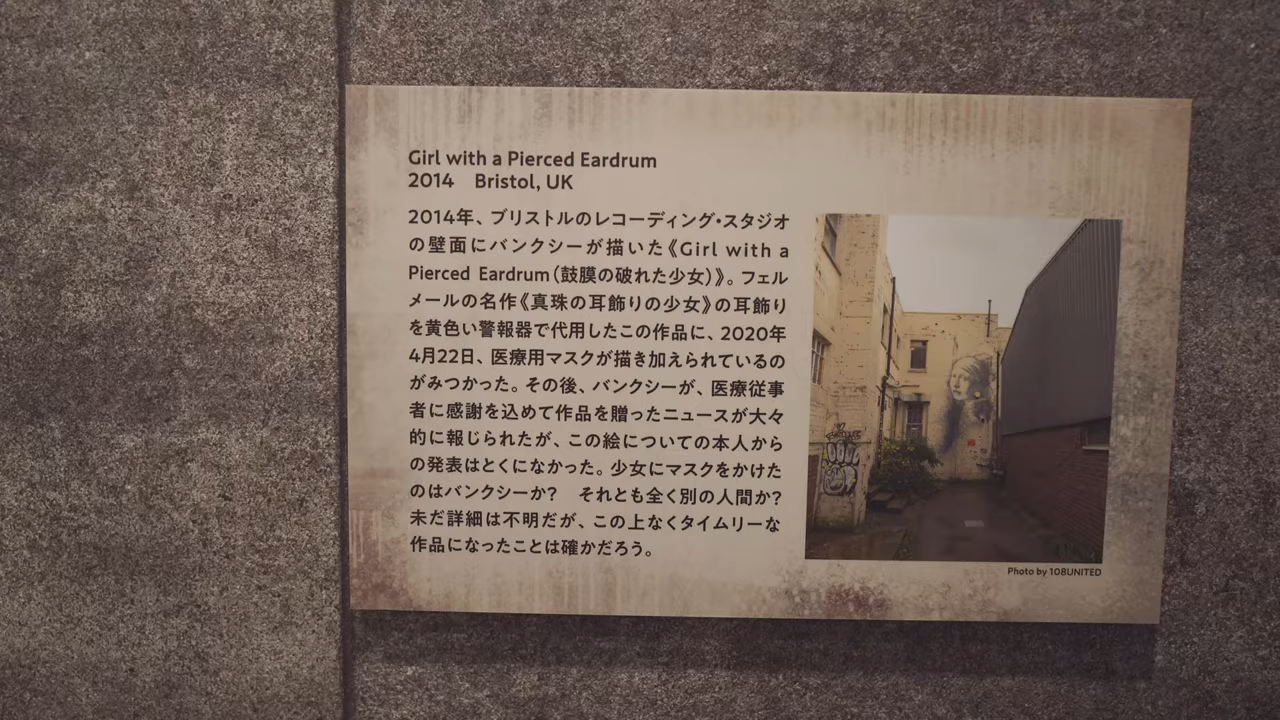 Girl with a Pierced Eardrum
2014 Bristol, UK
2014年、ブリストルのレコーディング・スタジオ
の壁面にバンクシーが描いた《Girl with a
Pierced Eardrum(鼓膜の破れた少女)》。フェル
メールの名作《真珠の耳飾りの少女》の耳飾り
を黄色い警報器で代用したこの作品に、2020年
4月22日、医療用マスクが描き加えられているの
がみつかった。その後、バンクシーが、医療従事
者に感謝を込めて作品を贈ったニュースが大々
的に報じられたが、この絵についての本人から
の発表はとくになかった。少女にマスクをかけた
のはバンクシーか? それとも全く別の人間か?
未だ詳細は不明だが、この上なくタイムリーな
作品になったことは確かだろう。
Photo by 108UNITED